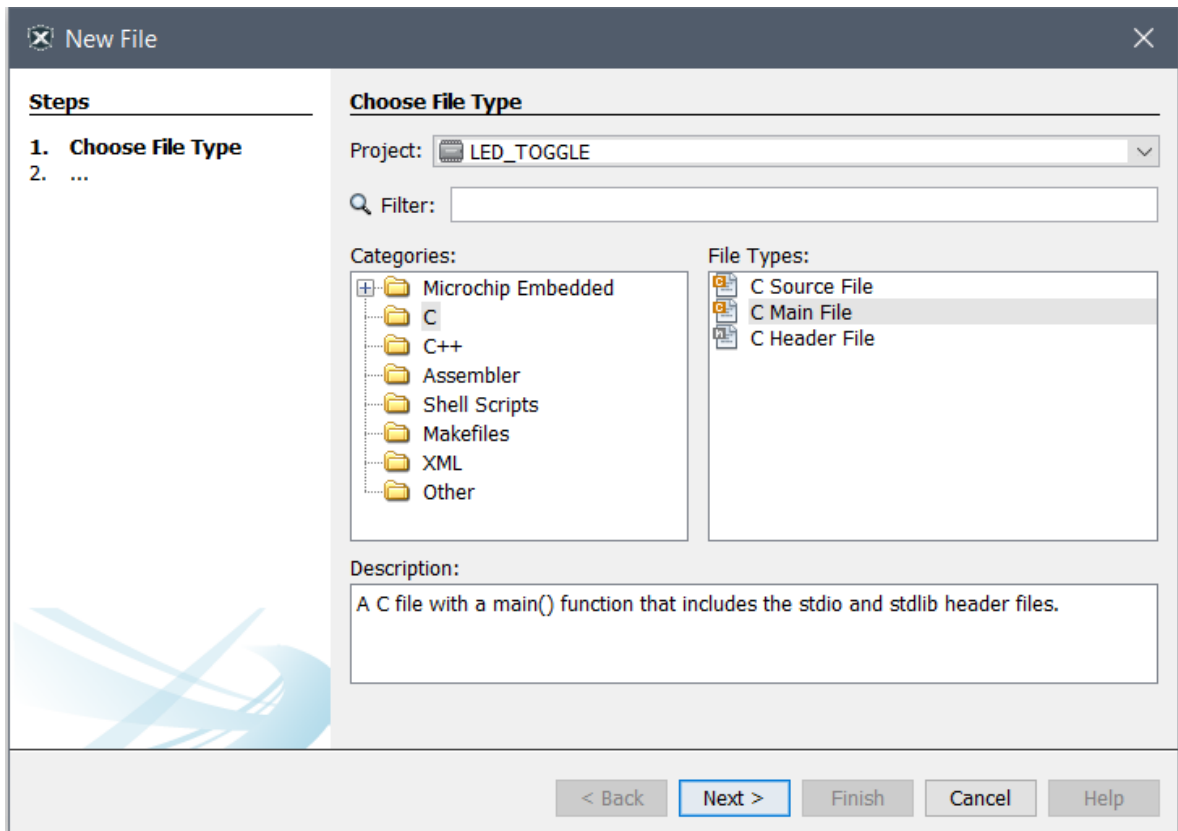 New File
Steps
1. Choose File Type
2. ...
Choose File Type
Project: LED_TOGGLE
Filter:
Categories:
Microchip Embedded
C
C++
Assembler
Shell Scripts
Makefiles
XML
Other
File Types:
C Source File
C Main File
C Header File
Description:
A C file with a main() function that includes the stdio and stdlib header files.
< Back Next > Finish Cancel Help